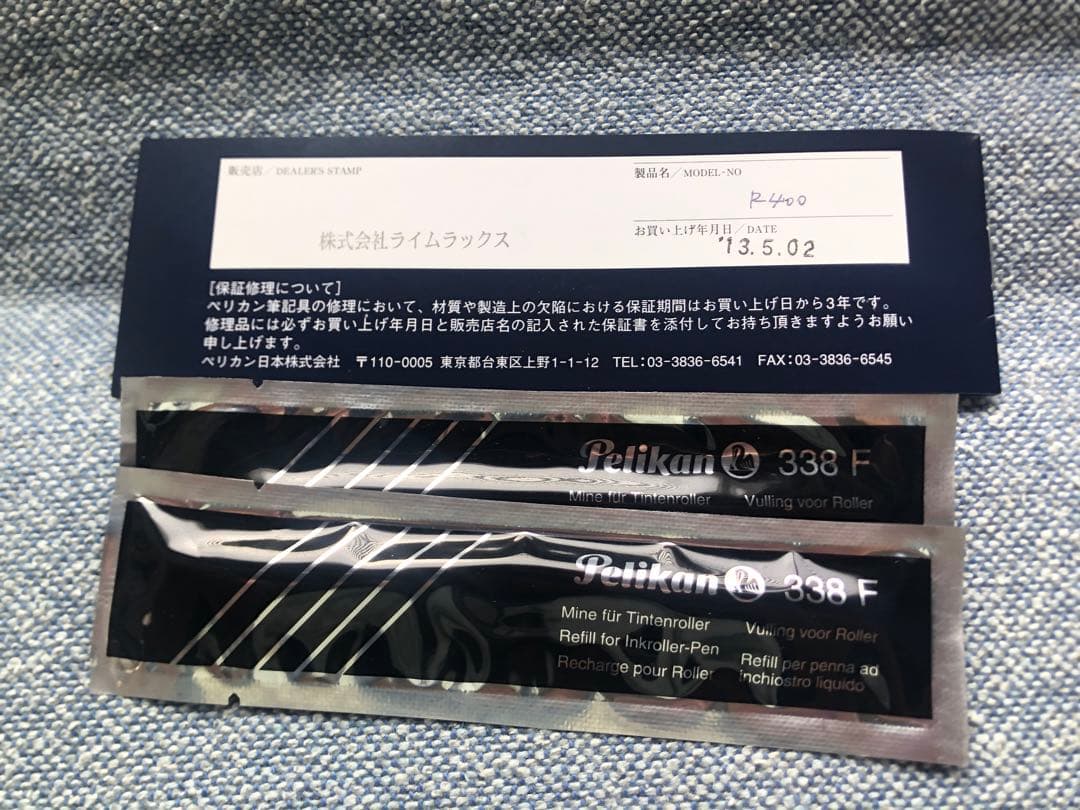 販売店／DEALER'S STAMP
株式会社ライムラックス
製品名／MODEL-NO
R400
お買い上げ年月日／DATE
'13.5.02
[保証修理について]
ペリカン筆記具の修理において、材質や製造上の欠陥における保証期間はお買い上げ日から3年です。
修理品には必ずお買い上げ年月日と販売店名の記入された保証書を添付してお持ち頂きますようお願い
申し上げます。
ペリカン日本株式会社 〒110-0005 東京都台東区上野1-1-12 TEL:03-3836-6541 FAX:03-3836-6545
Pelikan 338 F
Mine für Tintenroller Vulling voor Roller
Pelikan 338 F
Mine für Tintenroller Vulling voor Roller
Refill for Inkroller-Pen Refill per penna ad
Recharge pour Roller inchiostro liquido